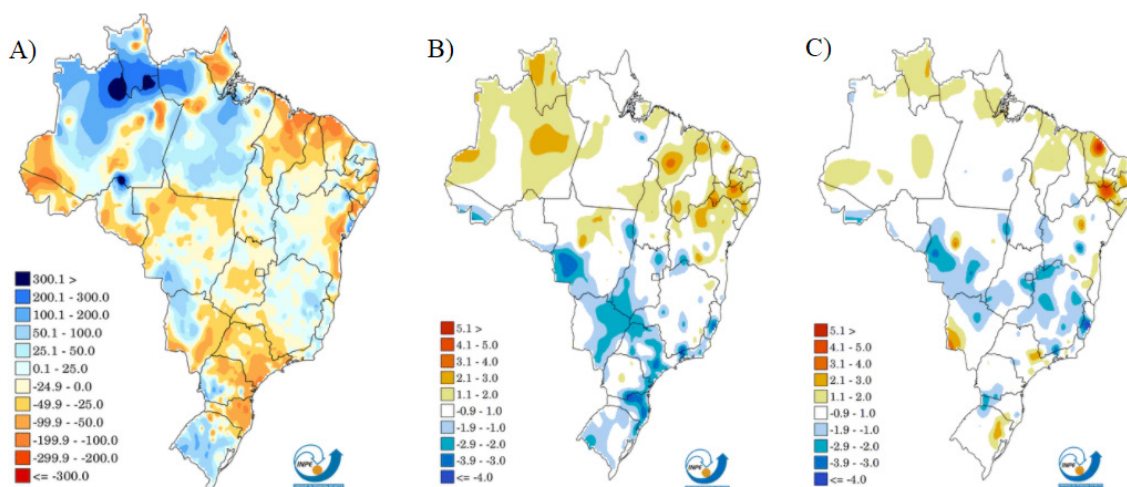 A)
300.1 >
200.1 - 300.0
100.1 - 200.0
50.1 - 100.0
25.1 - 50.0
0.1 - 25.0
-24.9 - 0.0
-49.9 - -25.0
-99.9 - -50.0
-199.9 - -100.0
-299.9 - -200.0
<= -300.0
INPE
B)
5.1 >
4.1 - 5.0
3.1 - 4.0
2.1 - 3.0
1.1 - 2.0
-0.9 - 1.0
-1.9 - -1.0
-2.9 - -2.0
-3.9 - -3.0
<= -4.0
INPE
C)
5.1 >
4.1 - 5.0
3.1 - 4.0
2.1 - 3.0
1.1 - 2.0
-0.9 - 1.0
-1.9 - -1.0
-2.9 - -2.0
-3.9 - -3.0
<= -4.0
INPE